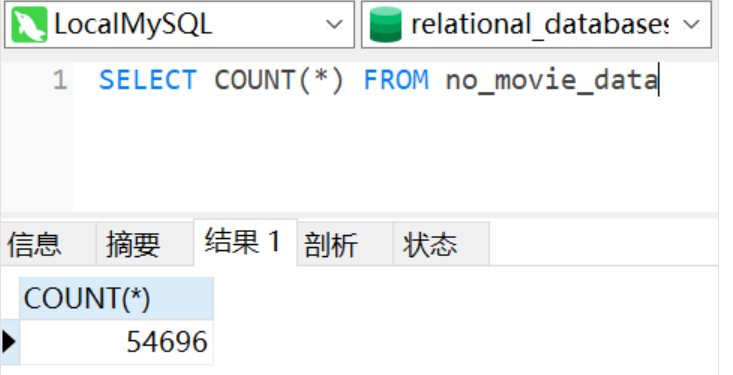 LocalMySQL relational_databases
1 SELECT COUNT(*) FROM no_movie_data
信息 摘要 结果 1 剖析 状态
COUNT(*)
54696